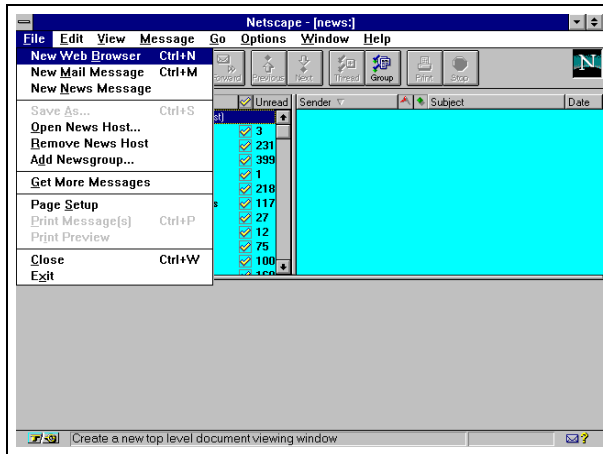 Netscape - [news:]
File Edit View Message Go Options Window Help
New Web Browser Ctrl+N
New Mail Message Ctrl+M
New News Message
Save As... Ctrl+S
Open News Host...
Remove News Host
Add Newsgroup...
Get More Messages
Page Setup
Print Message(s) Ctrl+P
Print Preview
Close Ctrl+W
Exit
Forward Previous Next Thread Group Print Stop
N
Unread Sender Subject Date
st)
3
231
399
1
218
s 117
27
12
75
100
Create a new top level document viewing window